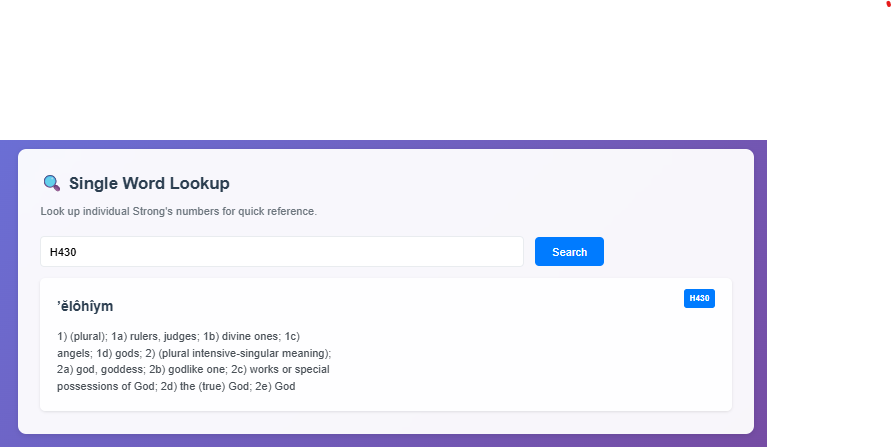 Single Word Lookup
Look up individual Strong's numbers for quick reference.
H430
Search
’ĕlôhíym
H430
1) (plural); 1a) rulers, judges; 1b) divine ones; 1c)
angels; 1d) gods; 2) (plural intensive-singular meaning);
2a) god, goddess; 2b) godlike one; 2c) works or special
possessions of God; 2d) the (true) God; 2e) God